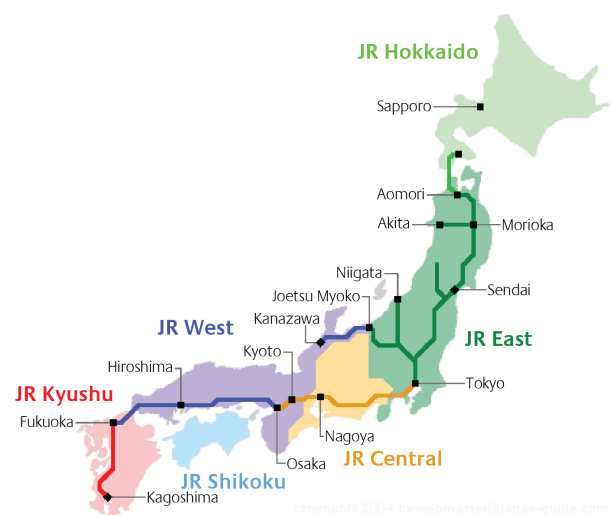 JR Hokkaido
Sapporo
Aomori
Akita
Morioka
Niigata
Sendai
Joetsu Myoko
Kanazawa
JR West
JR East
Kyoto
Hiroshima
JR Kyushu
Tokyo
Fukuoka
Nagoya
JR Central
Osaka
JR Shikoku
Kagoshima
copyrights 2004 by webmaster@japan-guide.com